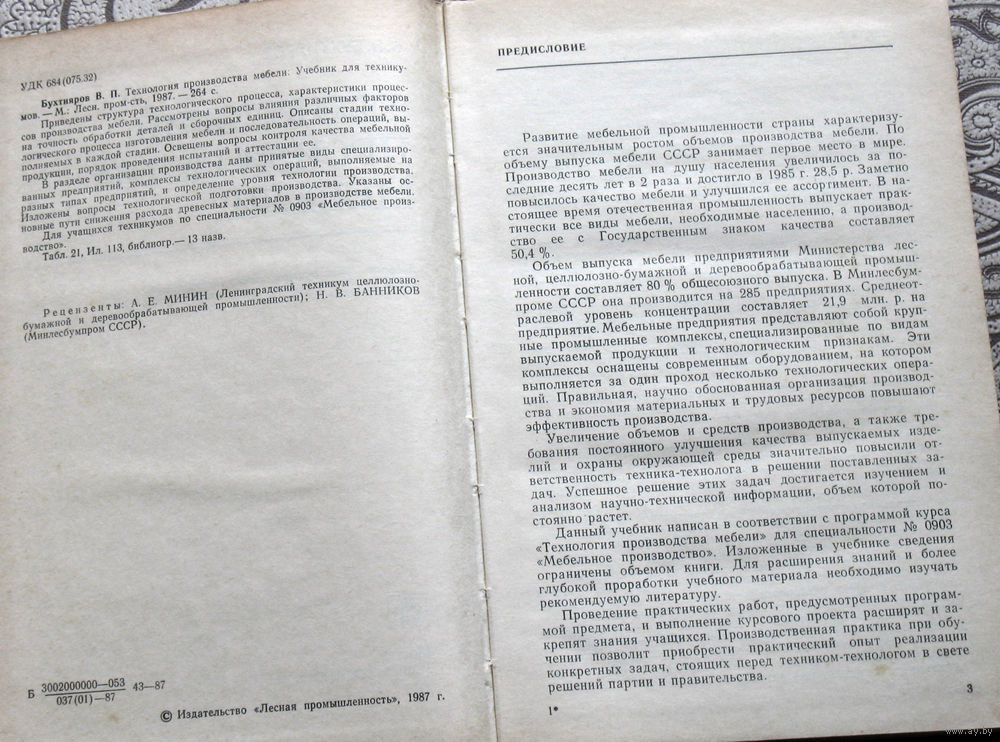 УДК 684(075.32)
Бухтияров В. П. Технология производства мебели: Учебник для технику-
мов. — М.: Лесн. пром-сть, 1987. — 264 с.
Приведены структура технологического процесса, характеристики процес-
сов производства мебели. Рассмотрены вопросы влияния различных факторов
на точность обработки деталей и сборочных единиц. Описаны стадии техно-
логического процесса изготовления мебели и последовательность операций, вы-
полняемых в каждой стадии. Освещены вопросы контроля качества мебельной
продукции, порядок проведения испытаний и аттестации ее.
В разделе организации производства даны принятые виды специализиро-
ванных предприятий, комплексы технологических операций, выполняемые на
разных типах предприятий, и определение уровня технологии производства.
Изложены вопросы технологической подготовки производства. Указаны ос-
новные пути снижения расхода древесных материалов в производстве мебели.
Для учащихся техникумов по специальности № 0903 «Мебельное произ-
водство».
Табл. 21, Ил. 113, библиогр. — 13 назв.
Рецензенты: А. Е. МИНИН (Ленинградский техникум целлюлозно-
бумажной и деревообрабатывающей промышленности); Н. В. БАННИКОВ
(Минлесбумпром СССР).
Б 3002000000—053 43—87
037(01)—87
© Издательство «Лесная промышленность», 1987 г.
ПРЕДИСЛОВИЕ
Развитие мебельной промышленности страны характеризу-
ется значительным ростом объемов производства мебели. По
объему выпуска мебели СССР занимает первое место в мире.
Производство мебели на душу населения увеличилось за по-
следние десять лет в 2 раза и достигло в 1985 г. 28,5 р. Заметно
повысилось качество мебели и улучшился ее ассортимент. В на-
стоящее время отечественная промышленность выпускает прак-
тически все виды мебели, необходимые населению, а производ-
ство ее с Государственным знаком качества составляет
50,4 %.
Объем выпуска мебели предприятиями Министерства лес-
ной, целлюлозно-бумажной и деревообрабатывающей промыш-
ленности составляет 80 % общесоюзного выпуска. В Минлесбум-
проме СССР она производится на 285 предприятиях. Среднеот-
раслевой уровень концентрации составляет 21,9 млн. р. на
предприятие. Мебельные предприятия представляют собой круп-
ные промышленные комплексы, специализированные по видам
выпускаемой продукции и технологическим признакам. Эти
комплексы оснащены современным оборудованием, на котором
выполняется за один проход несколько технологических опера-
ций. Правильная, научно обоснованная организация производ-
ства и экономия материальных и трудовых ресурсов повышают
эффективность производства.
Увеличение объемов и средств производства, а также тре-
бования постоянного улучшения качества выпускаемых изде-
лий и охраны окружающей среды значительно повысили от-
ветственность техника-технолога в решении поставленных за-
дач. Успешное решение этих задач достигается изучением и
анализом научно-технической информации, объем которой по-
стоянно растет.
Данный учебник написан в соответствии с программой курса
«Технология производства мебели» для специальности № 0903
«Мебельное производство». Изложенные в учебнике сведения
ограничены объемом книги. Для расширения знаний и более
глубокой проработки учебного материала необходимо изучать
рекомендуемую литературу.
Проведение практических работ, предусмотренных програм-
мой предмета, и выполнение курсового проекта расширят и за-
крепят знания учащихся. Производственная практика при обу-
чении позволит приобрести практический опыт реализации
конкретных задач, стоящих перед техником-технологом в свете
решений партии и правительства.
1*
3
www.ay.by